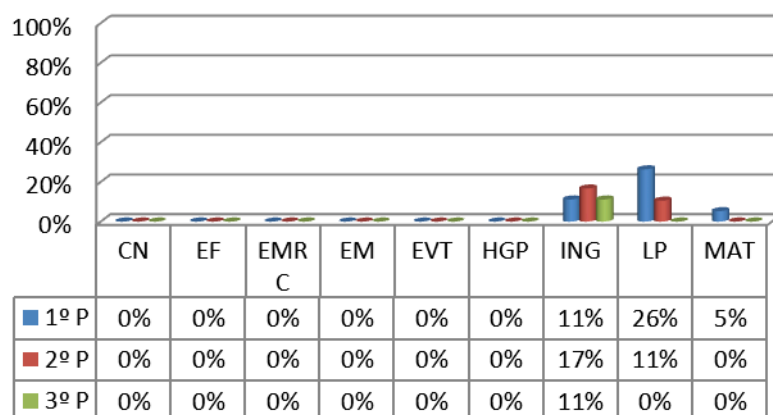 100%
80%
60%
40%
20%
0%
CN EF EMR
C EM EVT HGP ING LP MAT
1º P 0% 0% 0% 0% 0% 0% 11% 26% 5%
2º P 0% 0% 0% 0% 0% 0% 17% 11% 0%
3º P 0% 0% 0% 0% 0% 0% 11% 0% 0%